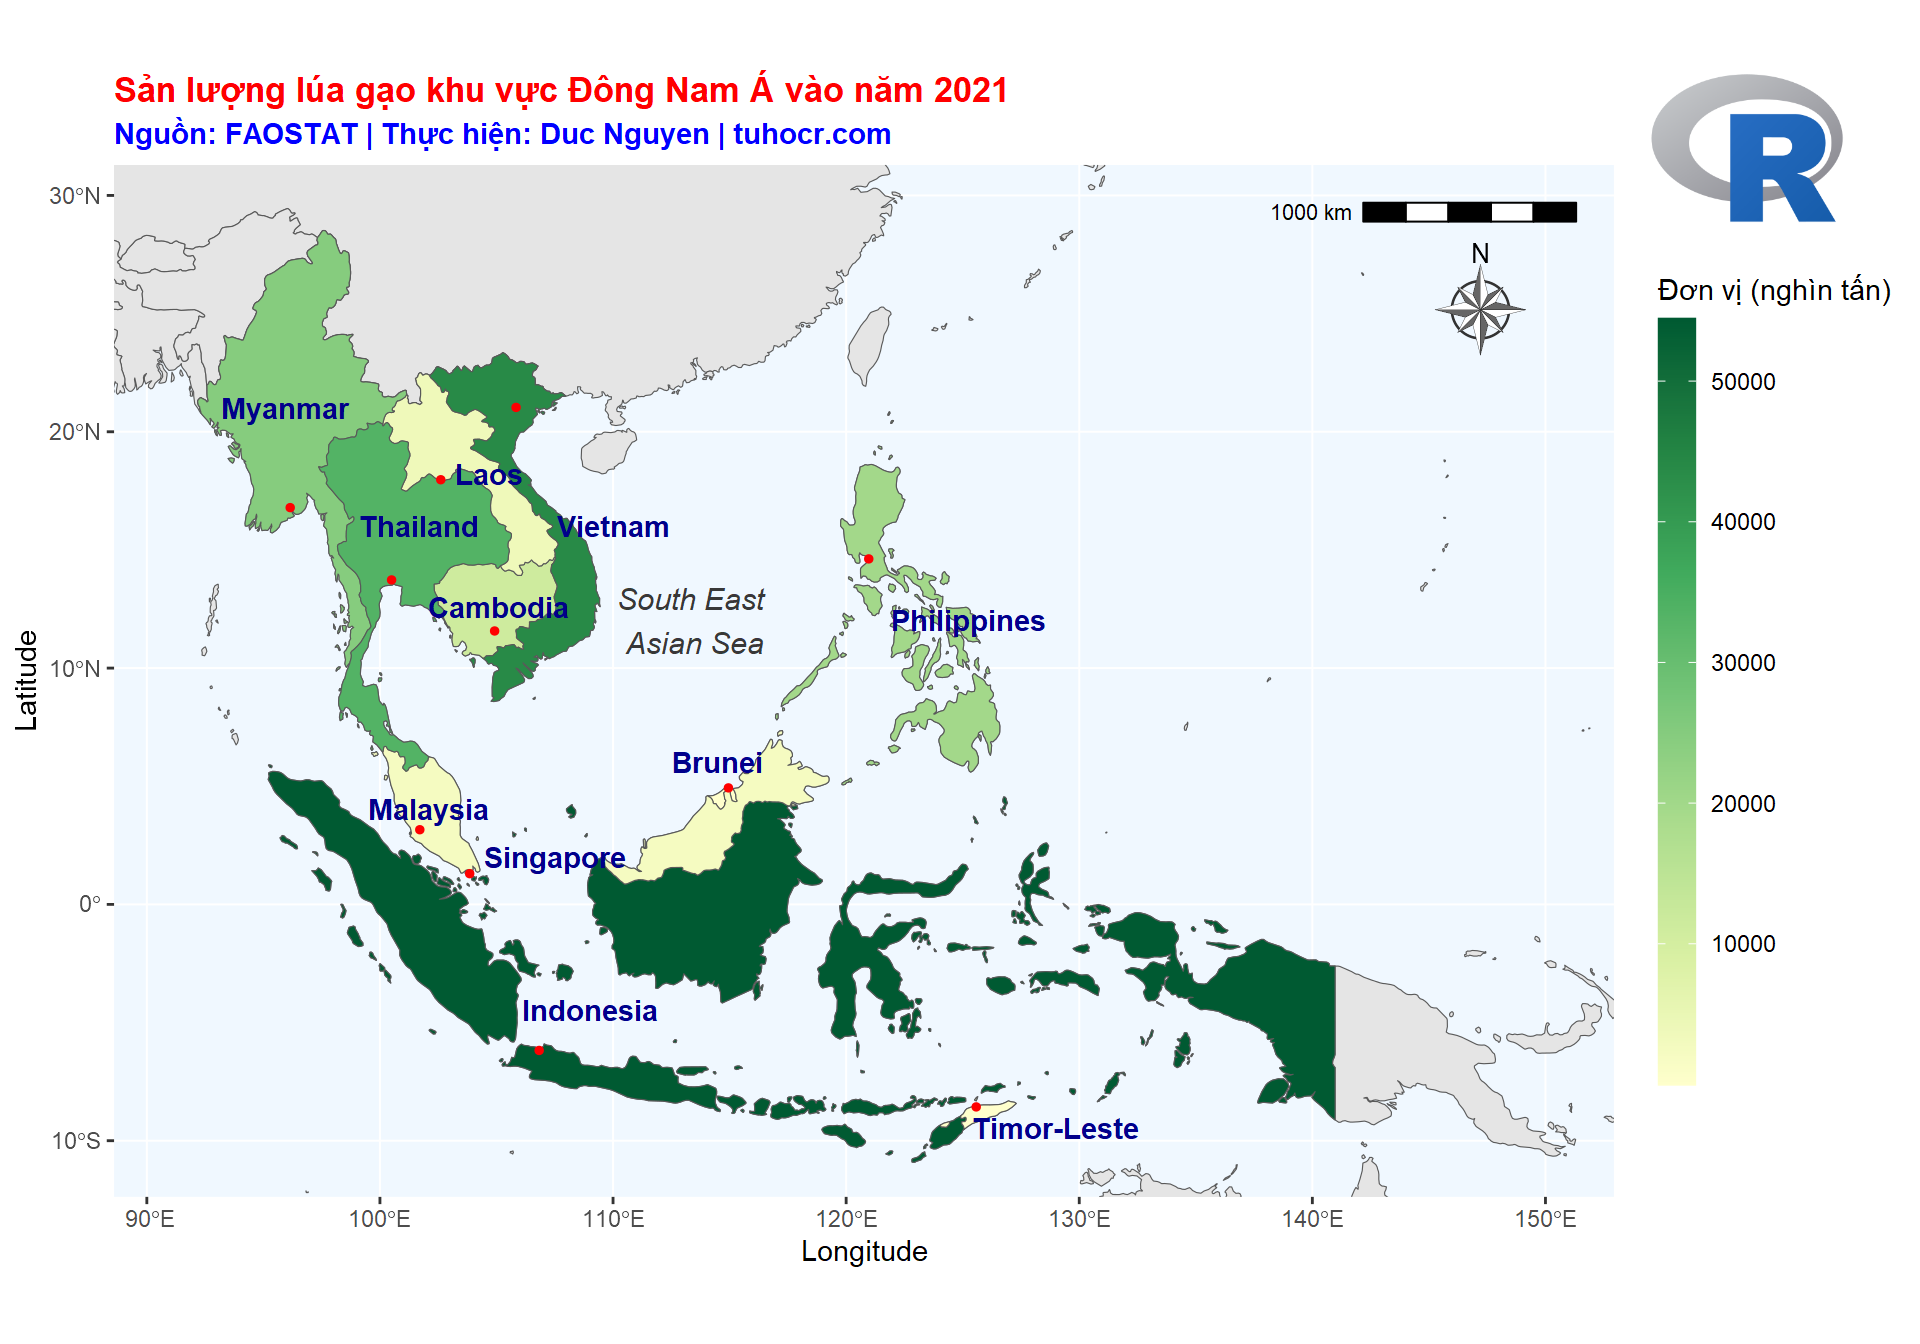 Sản lượng lúa gạo khu vực Đông Nam Á vào năm 2021
Nguồn: FAOSTAT | Thực hiện: Duc Nguyen | tuhocr.com
R
30°N
20°N
10°N
0°
10°S
Latitude
1000 km
N
Myanmar
Laos
Thailand
Vietnam
Cambodia
South East
Asian Sea
Philippines
Brunei
Malaysia
Singapore
Indonesia
Timor-Leste
90°E
100°E
110°E
120°E
130°E
140°E
150°E
Longitude
Đơn vị (nghìn tấn)
50000
40000
30000
20000
10000